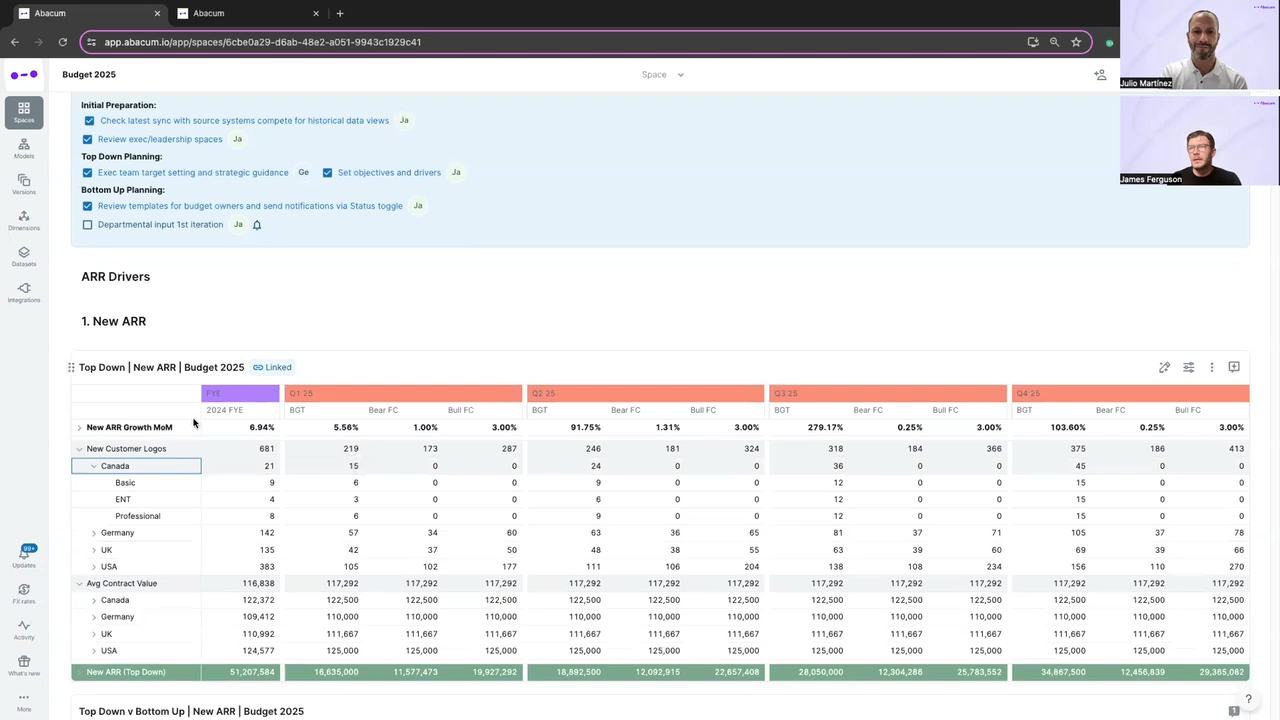 Abacum
Abacum
app.abacum.io/app/spaces/6cbe0a29-d6ab-48e2-a051-9943c1929c41
Abacum
Julio Martínez
Abacum
James Ferguson
Budget 2025
Space
Spaces
Models
Versions
Dimensions
Datasets
Integrations
99+
Updates
FX rates
Activity
What's new
More
Initial Preparation:
Check latest sync with source systems compete for historical data views Ja
Review exec/leadership spaces Ja
Top Down Planning:
Exec team target setting and strategic guidance Ge Set objectives and drivers Ja
Bottom Up Planning:
Review templates for budget owners and send notifications via Status toggle Ja
Departmental input 1st iteration Ja
ARR Drivers
1. New ARR
Top Down | New ARR | Budget 2025 Linked
FYE Q1 25 Q2 25 Q3 25 Q4 25
2024 FYE BGT Bear FC Bull FC BGT Bear FC Bull FC BGT Bear FC Bull FC BGT Bear FC Bull FC
New ARR Growth MoM 6.94% 5.56% 1.00% 3.00% 91.75% 1.31% 3.00% 279.17% 0.25% 3.00% 103.60% 0.25% 3.00%
New Customer Logos 681 219 173 287 246 181 324 318 184 366 375 186 413
Canada 21 15 0 0 24 0 0 36 0 0 45 0 0
Basic 9 6 0 0 9 0 0 12 0 0 15 0 0
ENT 4 3 0 0 6 0 0 12 0 0 15 0 0
Professional 8 6 0 0 9 0 0 12 0 0 15 0 0
Germany 142 57 34 60 63 36 65 81 37 71 105 37 78
UK 135 42 37 50 48 38 55 63 39 60 69 39 66
USA 383 105 102 177 111 106 204 138 108 234 156 110 270
Avg Contract Value 116,838 117,292 117,292 117,292 117,292 117,292 117,292 117,292 117,292 117,292 117,292 117,292 117,292
Canada 122,372 122,500 122,500 122,500 122,500 122,500 122,500 122,500 122,500 122,500 122,500 122,500 122,500
Germany 109,412 110,000 110,000 110,000 110,000 110,000 110,000 110,000 110,000 110,000 110,000 110,000 110,000
UK 110,992 111,667 111,667 111,667 111,667 111,667 111,667 111,667 111,667 111,667 111,667 111,667 111,667
USA 124,577 125,000 125,000 125,000 125,000 125,000 125,000 125,000 125,000 125,000 125,000 125,000 125,000
New ARR (Top Down) 51,207,584 16,635,000 11,577,473 19,927,292 18,892,500 12,092,915 22,657,408 28,050,000 12,304,286 25,783,552 34,867,500 12,456,839 29,365,082
Top Down v Bottom Up | New ARR | Budget 2025
1
?